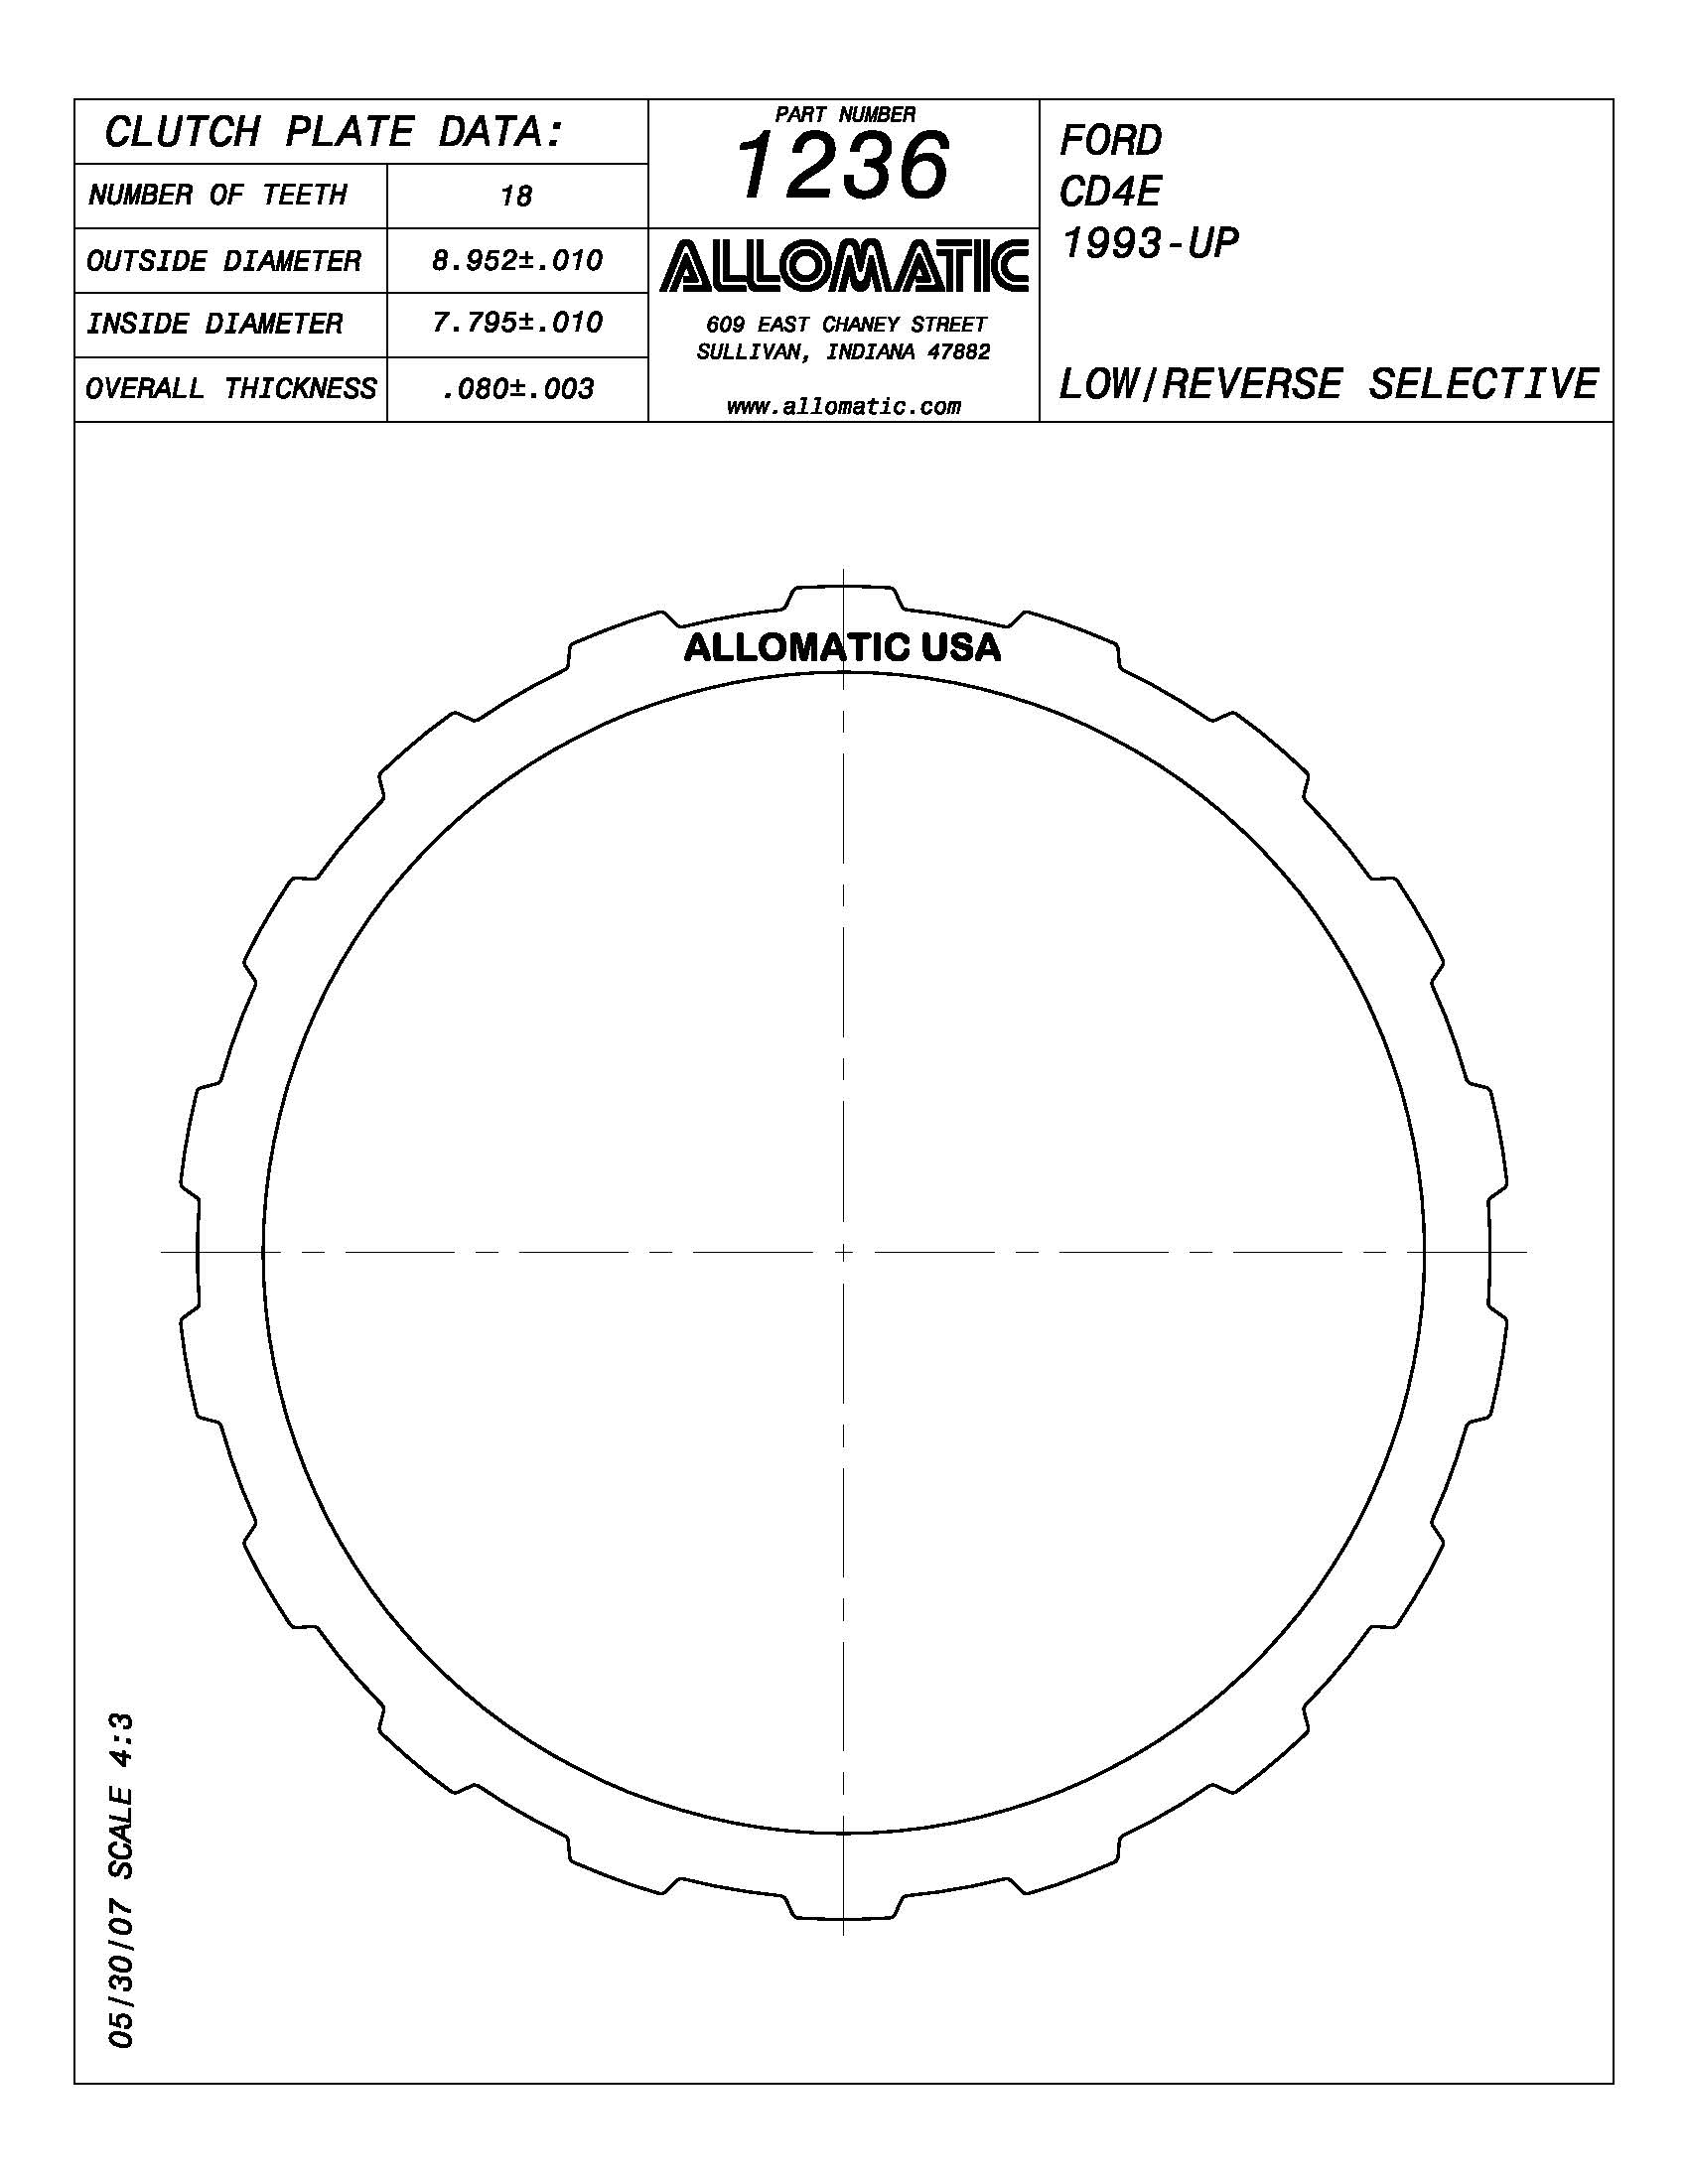 CLUTCH PLATE DATA:
NUMBER OF TEETH 18
OUTSIDE DIAMETER 8.952±.010
INSIDE DIAMETER 7.795±.010
OVERALL THICKNESS .080±.003
PART NUMBER
1236
ALLOMATIC
609 EAST CHANEY STREET
SULLIVAN, INDIANA 47882
www.allomatic.com
FORD
CD4E
1993-UP
LOW/REVERSE SELECTIVE
ALLOMATIC USA
05/30/07 SCALE 4:3